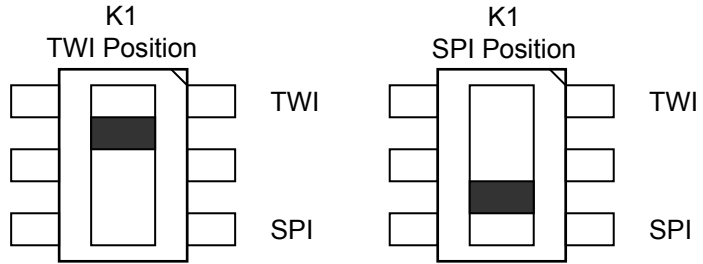 K1
TWI Position
TWI
SPI
K1
SPI Position
TWI
SPI